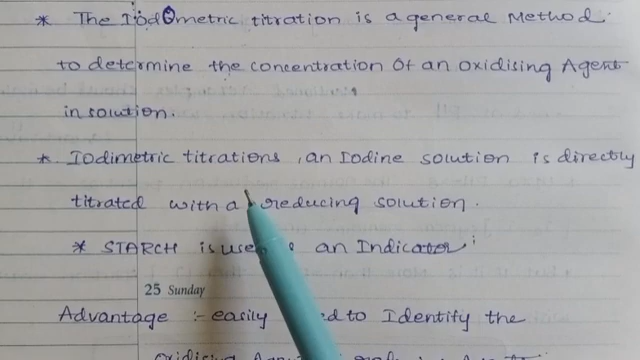 * The IodOmetric titration is a general Method
to determine the concentration Of an oxidising Agent
in solution.
* Iodimetric titrations, an Iodine solution is directly
titrated with a reducing solution.
* STARCH is use an Indicator;
25 Sunday
Advantage :- easily to Identify the